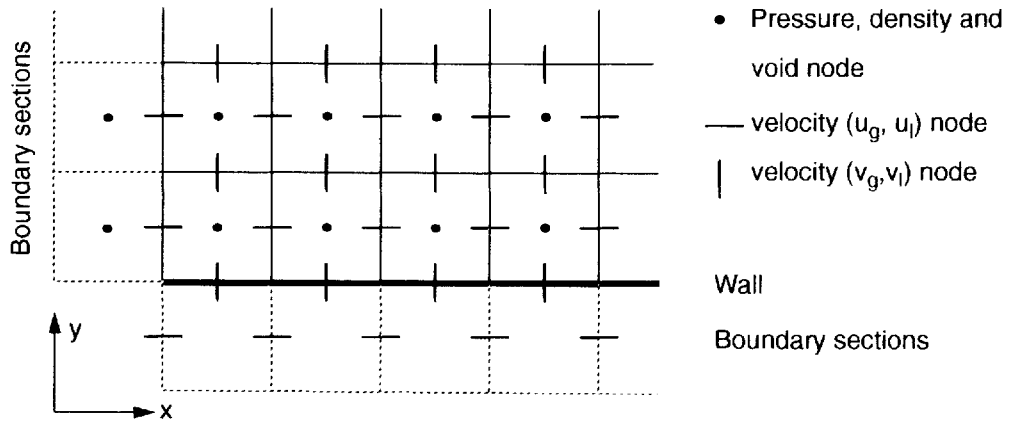 Boundary sections
Pressure, density and
void node
velocity (u_g, u_l) node
velocity (v_g,v_l) node
Wall
Boundary sections
y
x